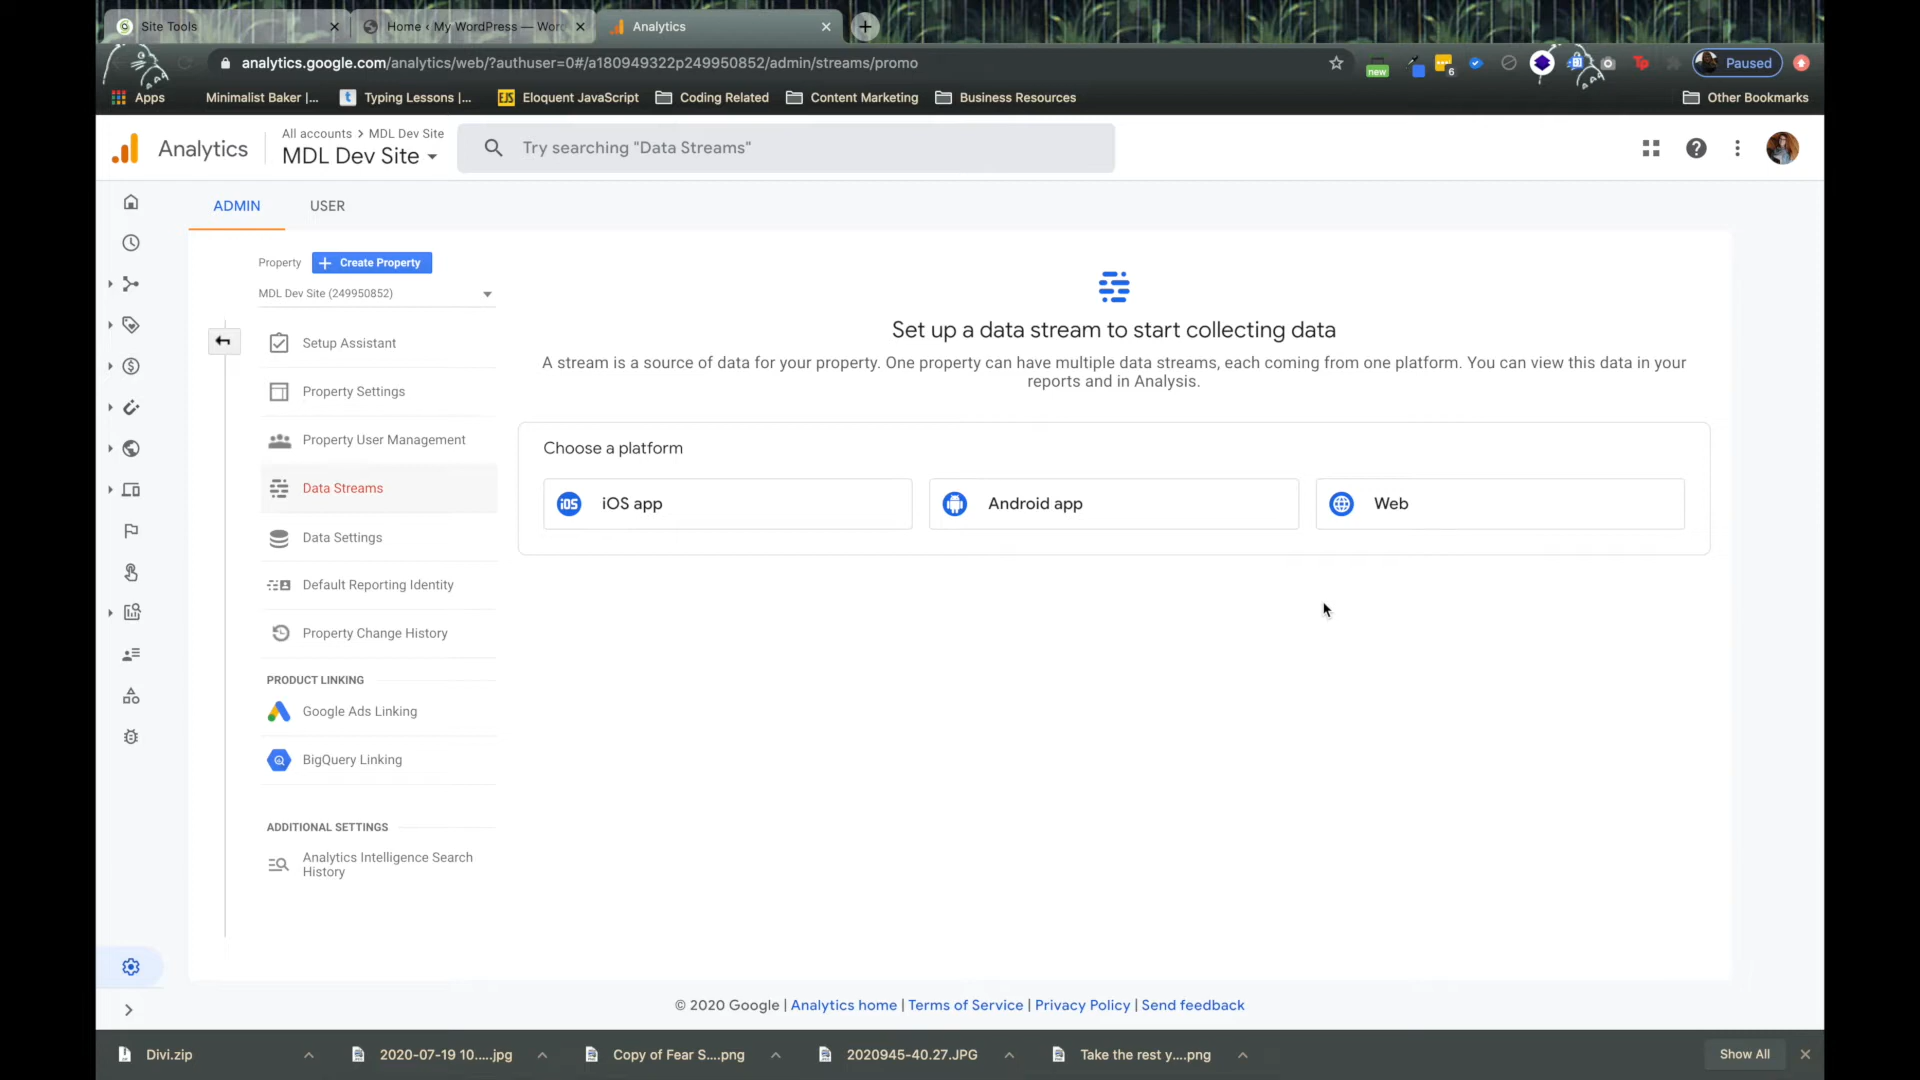 Site Tools
Home ‹ My WordPress — Wor
Analytics
analytics.google.com/analytics/web/?authuser=0#/a180949322p249950852/admin/streams/promo
new
6
Tp
Paused
Apps
Minimalist Baker |...
t
Typing Lessons |...
EJS
Eloquent JavaScript
Coding Related
Content Marketing
Business Resources
Other Bookmarks
Analytics
All accounts > MDL Dev Site
MDL Dev Site
Try searching "Data Streams"
ADMIN
USER
Property
Create Property
MDL Dev Site (249950852)
Setup Assistant
Property Settings
Property User Management
Data Streams
Data Settings
Default Reporting Identity
Property Change History
PRODUCT LINKING
Google Ads Linking
BigQuery Linking
ADDITIONAL SETTINGS
Analytics Intelligence Search
History
Set up a data stream to start collecting data
A stream is a source of data for your property. One property can have multiple data streams, each coming from one platform. You can view this data in your
reports and in Analysis.
Choose a platform
iOS
iOS app
Android app
Web
© 2020 Google | Analytics home | Terms of Service | Privacy Policy | Send feedback
Divi.zip
2020-07-19 10.....jpg
Copy of Fear S....png
2020945-40.27.JPG
Take the rest y....png
Show All